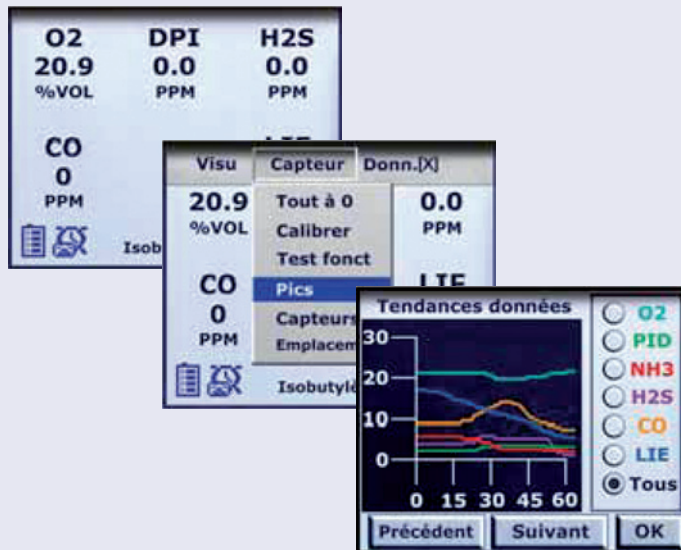 O2 DPI H2S
20.9 0.0 0.0
%VOL PPM PPM
CO
0
PPM
Visu Capteur Donn.[X]
20.9 Tout à 0 0.0
%VOL Calibrer PPM
Test fonct
CO Pics LIE
0 Capteurs
PPM
Tendances données
30
20
10
0
0 15 30 45 60
O2
PID
NH3
H2S
CO
LIE
Tous
Précédent Suivant OK